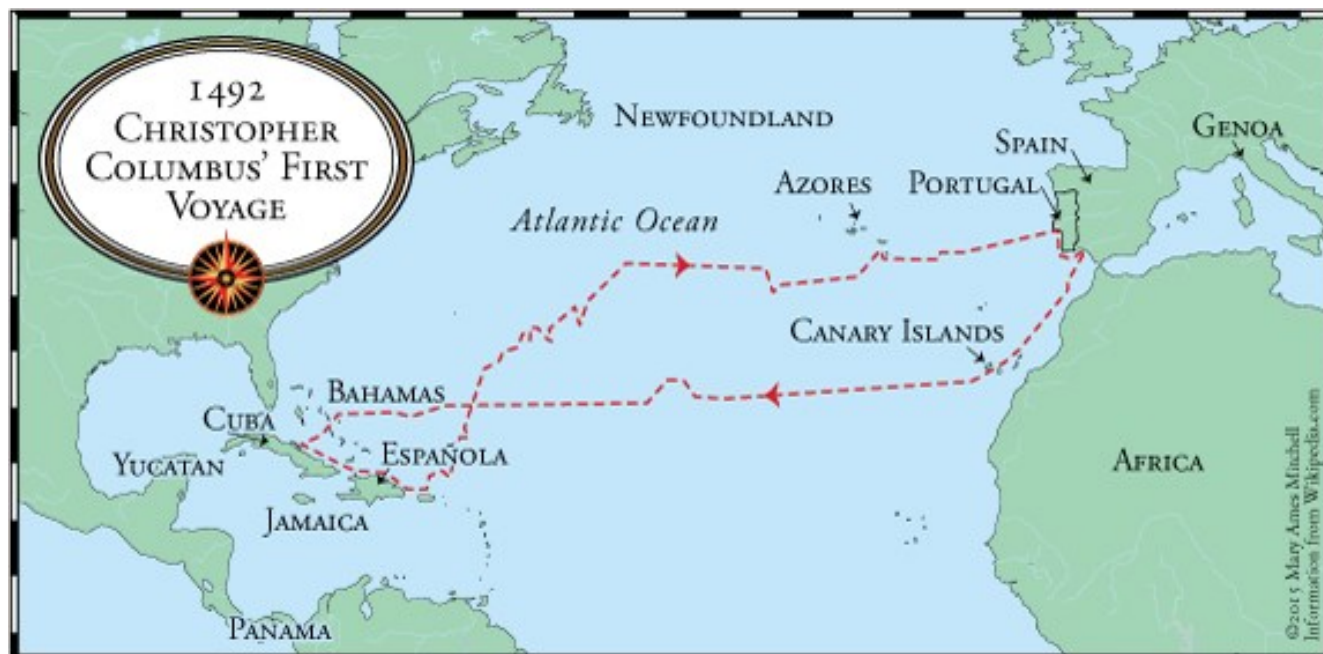 1492
Christopher
Columbus' First
Voyage
Newfoundland
Genoa
Spain
Azores
Portugal
Atlantic Ocean
Canary Islands
Bahamas
Cuba
Española
Yucatan
Africa
Jamaica
Panama
©2015 Mary Ames Mitchell
Information from Wikipedia.com